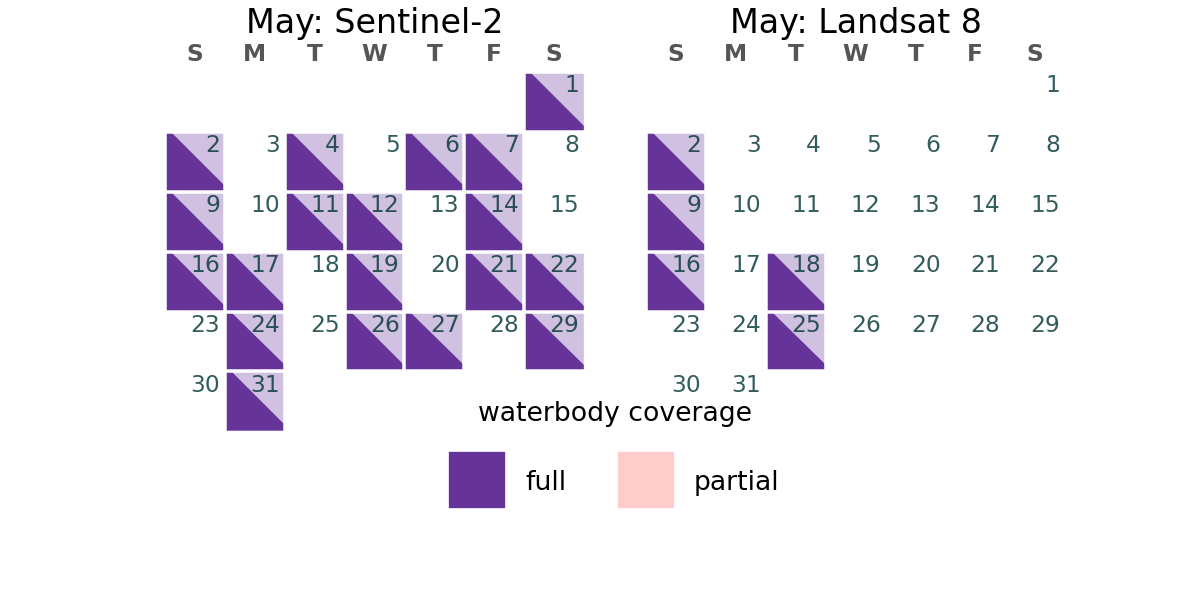 May: Sentinel-2
S M T W T F S
1
2 3 4 5 6 7 8
9 10 11 12 13 14 15
16 17 18 19 20 21 22
23 24 25 26 27 28 29
30 31
May: Landsat 8
S M T W T F S
1
2 3 4 5 6 7 8
9 10 11 12 13 14 15
16 17 18 19 20 21 22
23 24 25 26 27 28 29
30 31
waterbody coverage
full partial